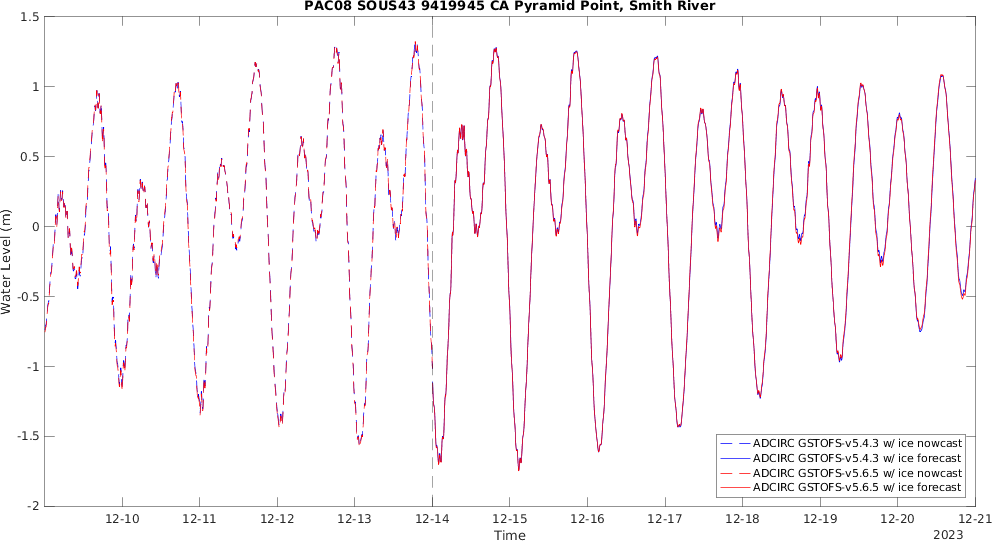 PAC08 SOUS43 9419945 CA Pyramid Point, Smith River
1.5
1
0.5
0
-0.5
-1
-1.5
-2
Water Level (m)
12-10 12-11 12-12 12-13 12-14 12-15 12-16 12-17 12-18 12-19 12-20 12-21
Time
2023
ADCIRC GSTOFS-v5.4.3 w/ ice nowcast
ADCIRC GSTOFS-v5.4.3 w/ ice forecast
ADCIRC GSTOFS-v5.6.5 w/ ice nowcast
ADCIRC GSTOFS-v5.6.5 w/ ice forecast